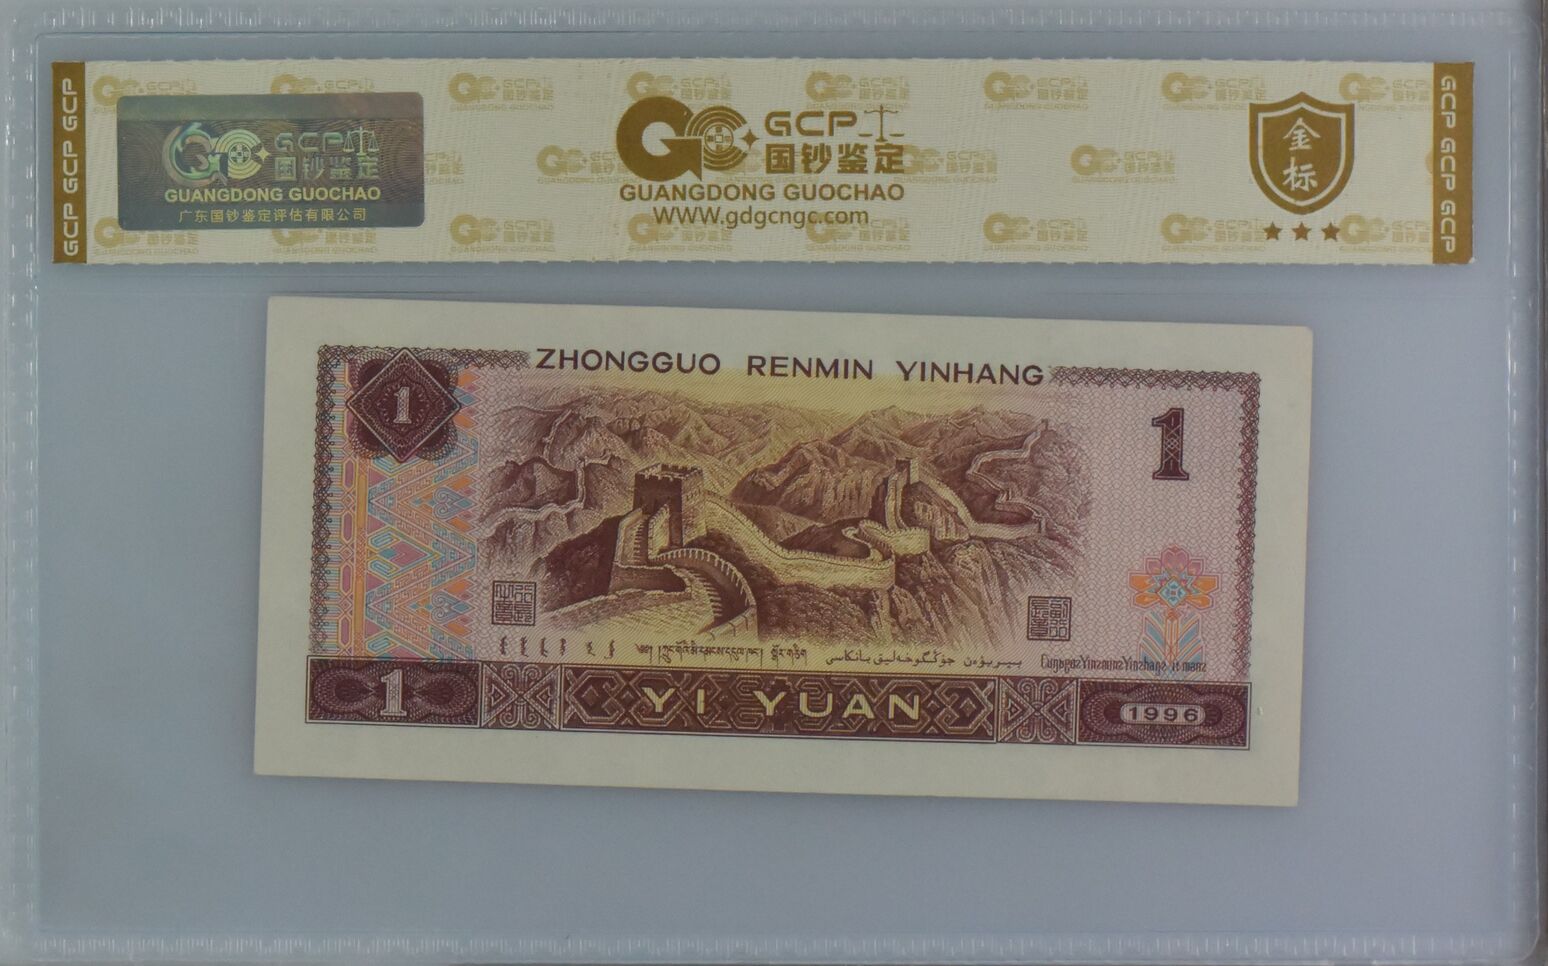 GCP GCP GCP
GCP
国钞鉴定
GUANGDONG GUOCHAO
广东国钞鉴定评估有限公司
GCP
国钞鉴定
GUANGDONG GUOCHAO
WWW.gdgcngc.com
金标
GCP GCP GCP
ZHONGGUO RENMIN YINHANG
1
1
1
YI YUAN
1996